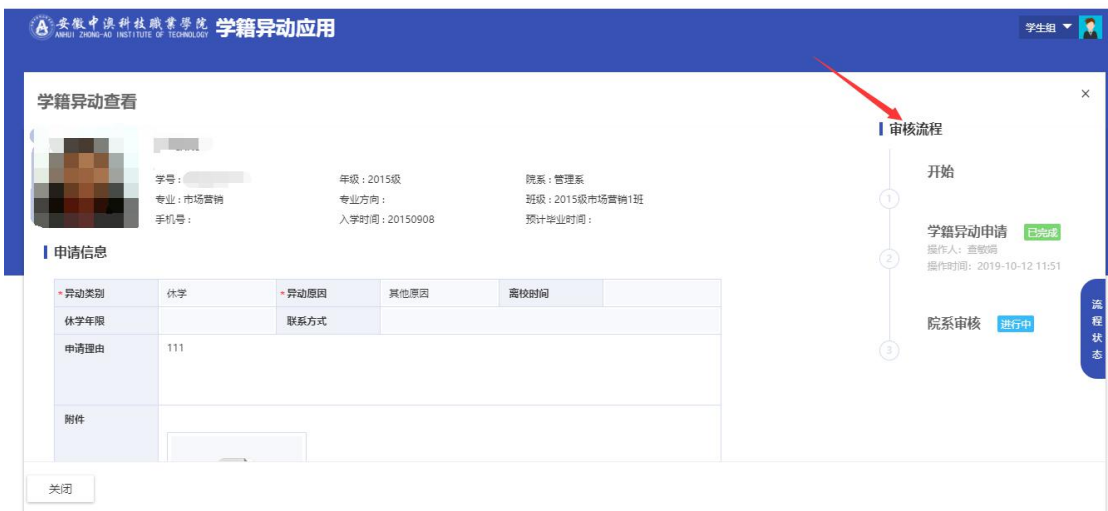 安徽中澳科技職業學院 学籍异动应用
ANHUI ZHONG-AO INSTITUTE OF TECHNOLOGY
学生组
学籍异动查看
×
学号：
年级：2015级
院系：管理系
专业：市场营销
专业方向：
班级：2015级市场营销1班
手机号：
入学时间：20150908
预计毕业时间：
申请信息
*异动类别
休学
*异动原因
其他原因
离校时间
休学年限
联系方式
申请理由
111
附件
审核流程
开始
1
学籍异动申请 已完成
操作人：查敏娟
操作时间：2019-10-12 11:51
2
院系审核 进行中
3
流程状态
关闭